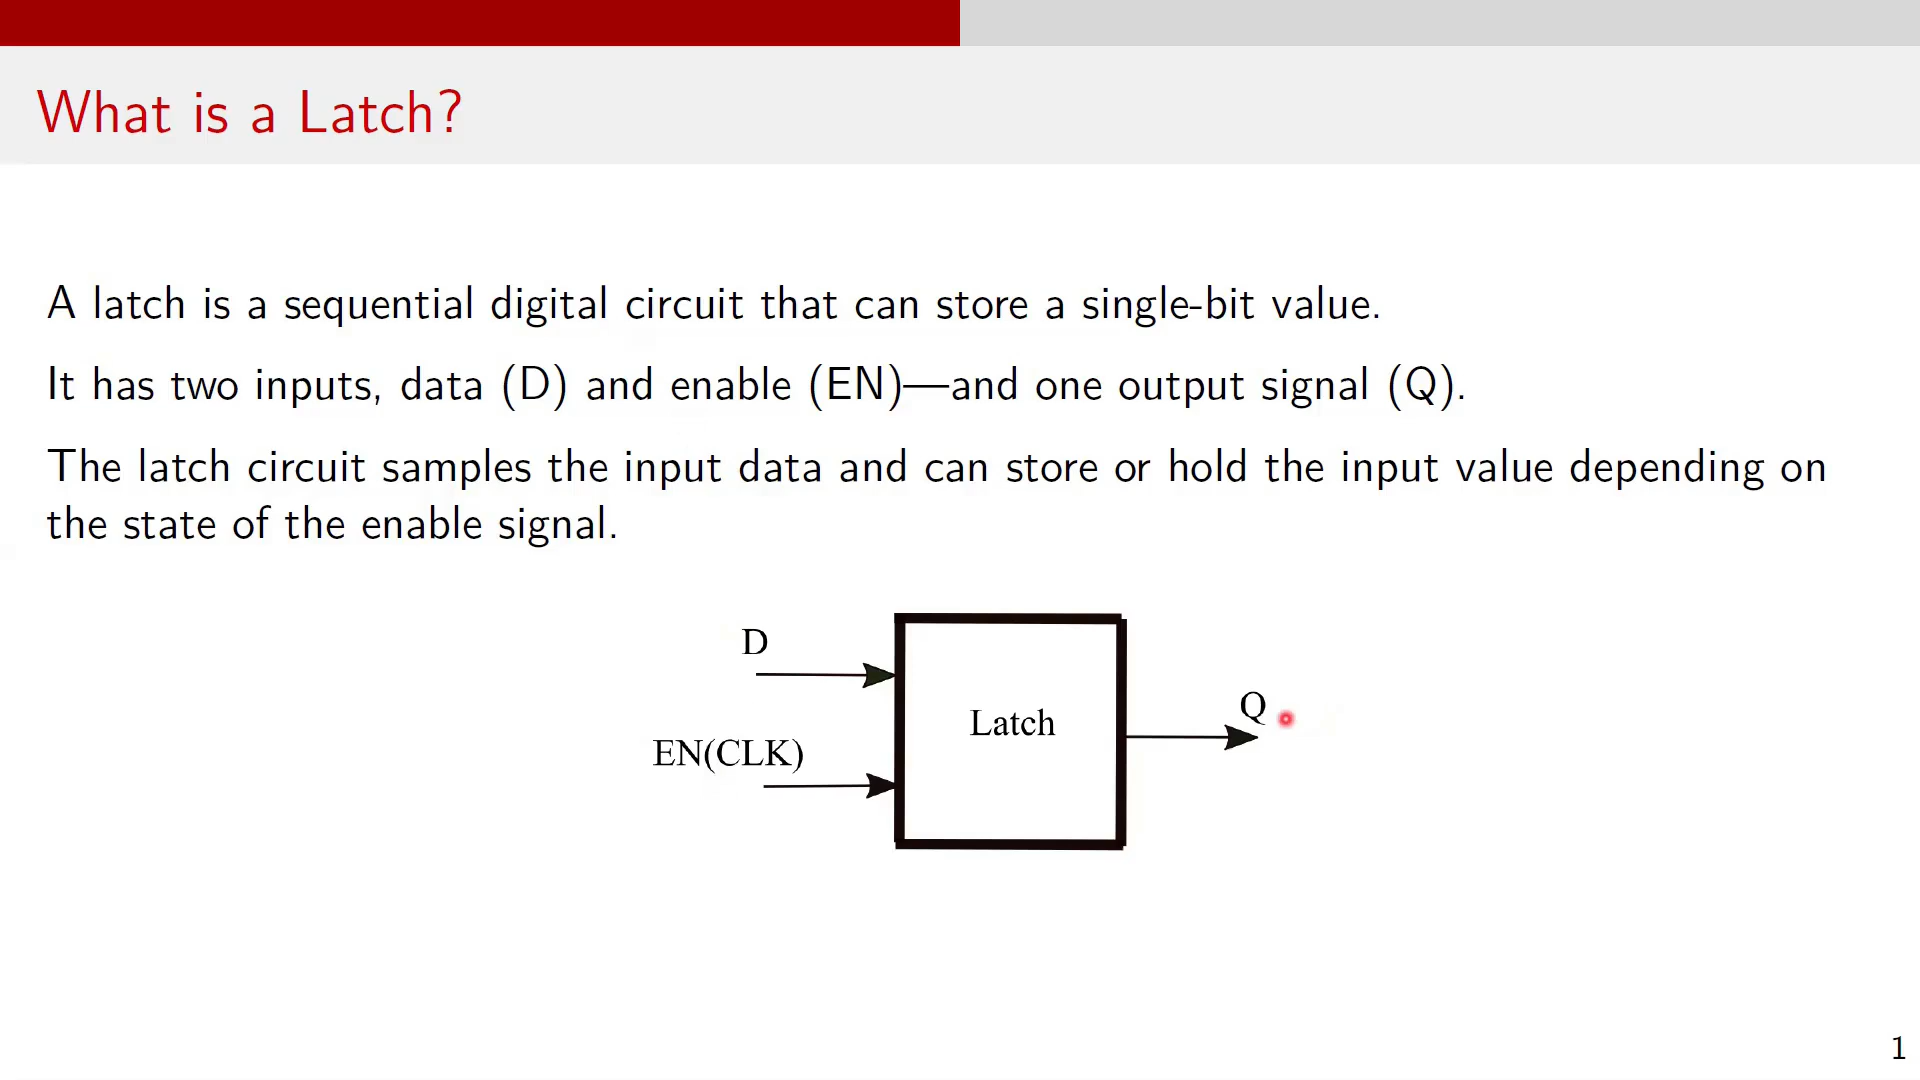 What is a Latch?
A latch is a sequential digital circuit that can store a single-bit value.
It has two inputs, data (D) and enable (EN)—and one output signal (Q).
The latch circuit samples the input data and can store or hold the input value depending on
the state of the enable signal.
D
EN(CLK)
Latch
Q
1